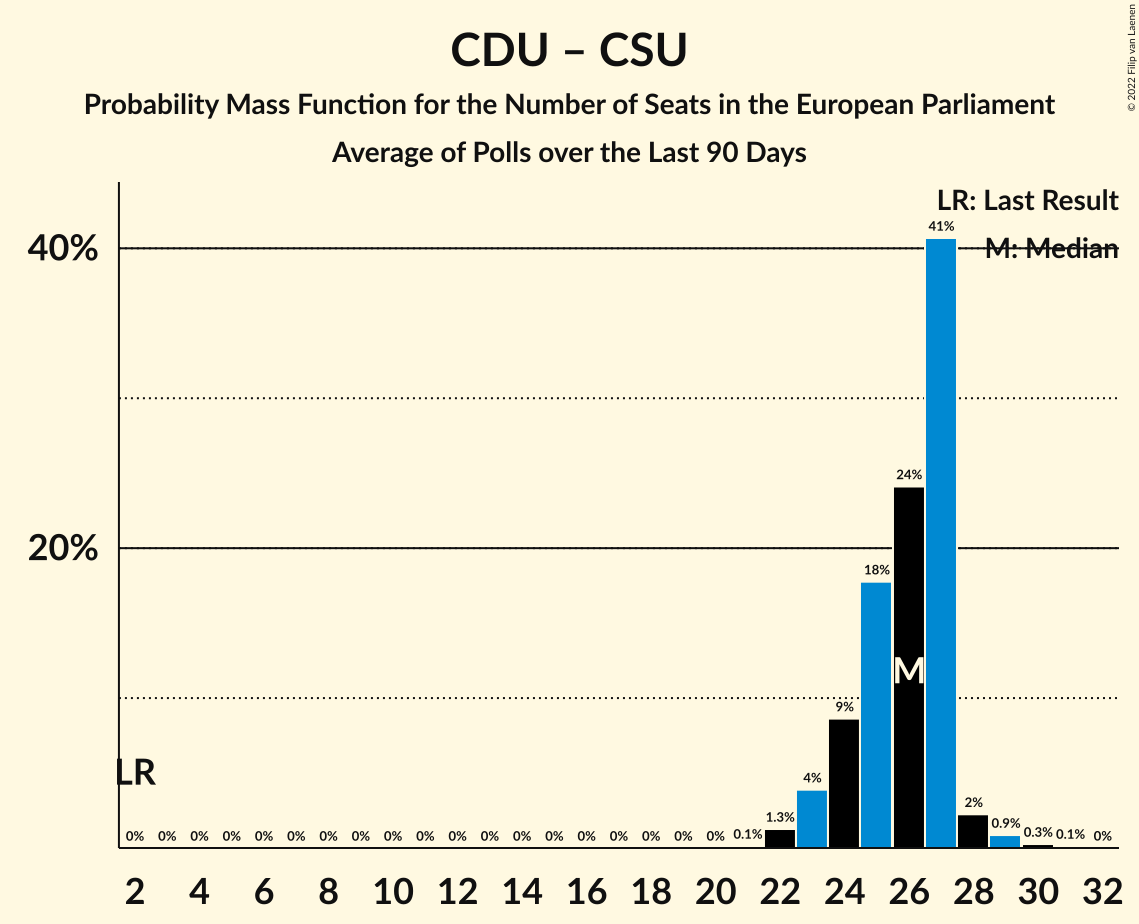 CDU – CSU
Probability Mass Function for the Number of Seats in the European Parliament
Average of Polls over the Last 90 Days
© 2022 Filip van Laenen
LR: Last Result
M: Median
40%
20%
41%
24%
18%
9%
4%
1.3%
2%
0.9%
0.3%
0.1%
0%
M
LR
0% 0% 0% 0% 0% 0% 0% 0% 0% 0% 0% 0% 0% 0% 0% 0% 0% 0% 0% 0.1%
2 4 6 8 10 12 14 16 18 20 22 24 26 28 30 32